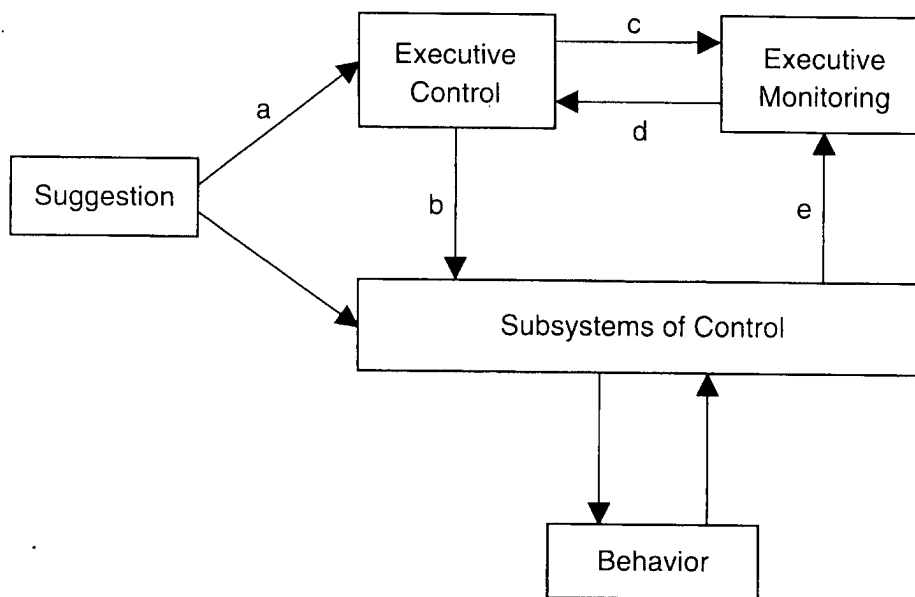 Executive
Control
c
Executive
Monitoring
a
d
Suggestion
b
e
Subsystems of Control
Behavior